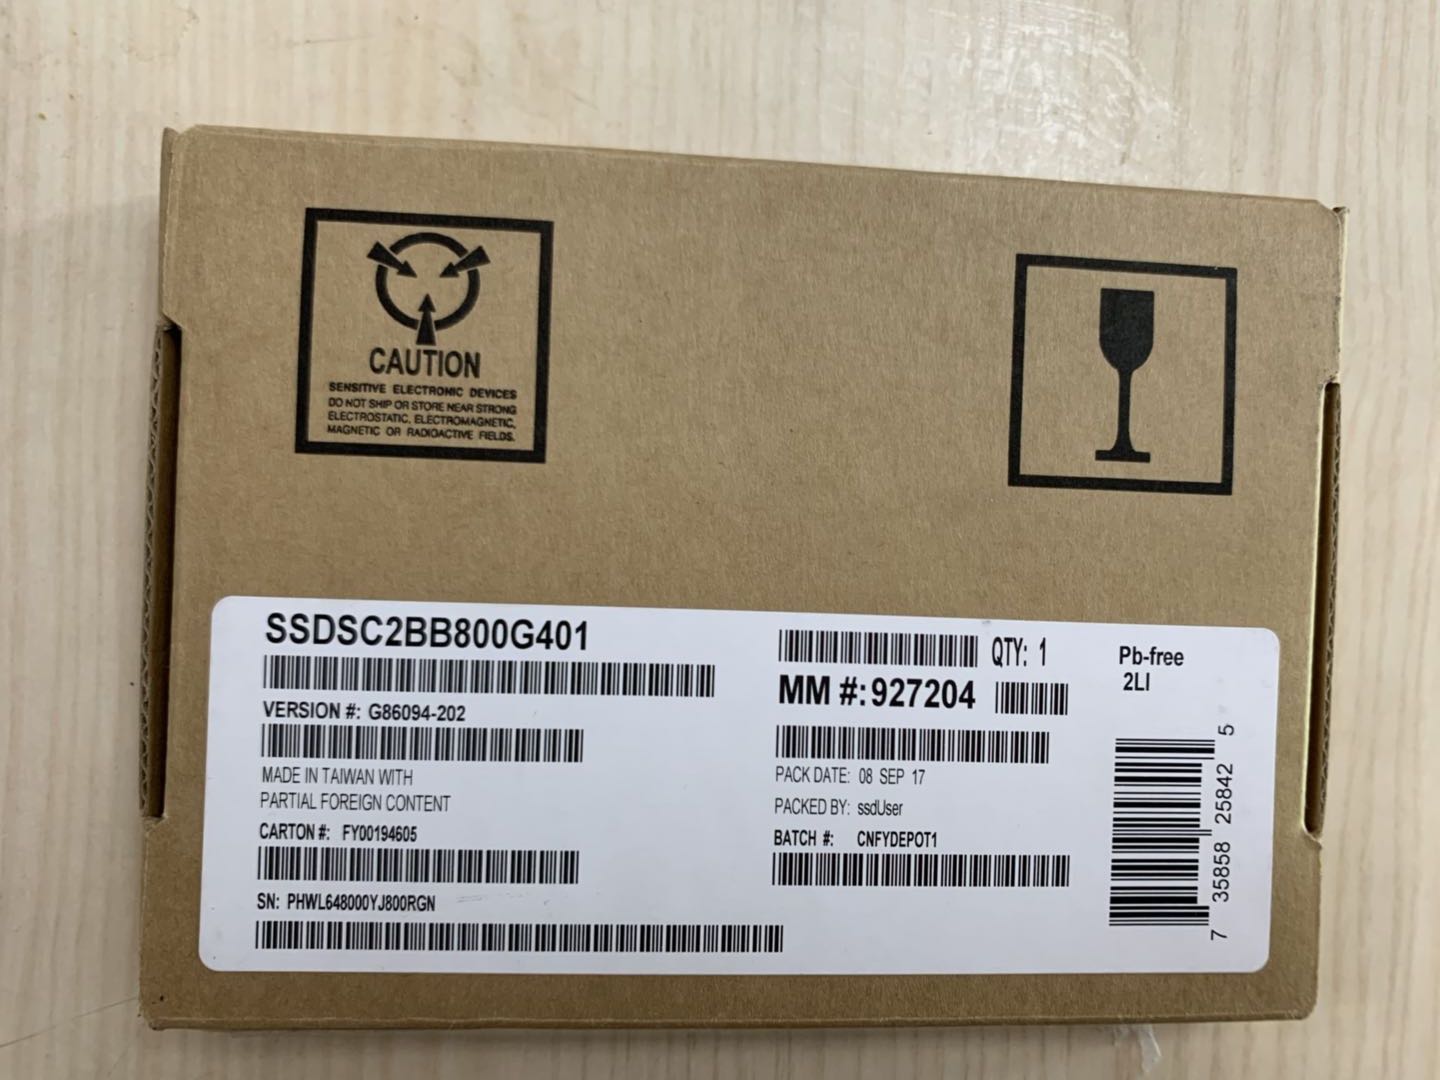 CAUTION
SENSITIVE ELECTRONIC DEVICES
DO NOT SHIP OR STORE NEAR STRONG
ELECTROSTATIC, ELECTROMAGNETIC,
MAGNETIC OR RADIOACTIVE FIELDS.
SSDSC2BB800G401
VERSION #: G86094-202
MADE IN TAIWAN WITH
PARTIAL FOREIGN CONTENT
CARTON #: FY00194605
SN: PHWL648000YJ800RGN
QTY: 1
MM #: 927204
PACK DATE: 08 SEP 17
PACKED BY: ssdUser
BATCH #: CNFYDEPOT1
Pb-free
2LI
7 35858 25842 5